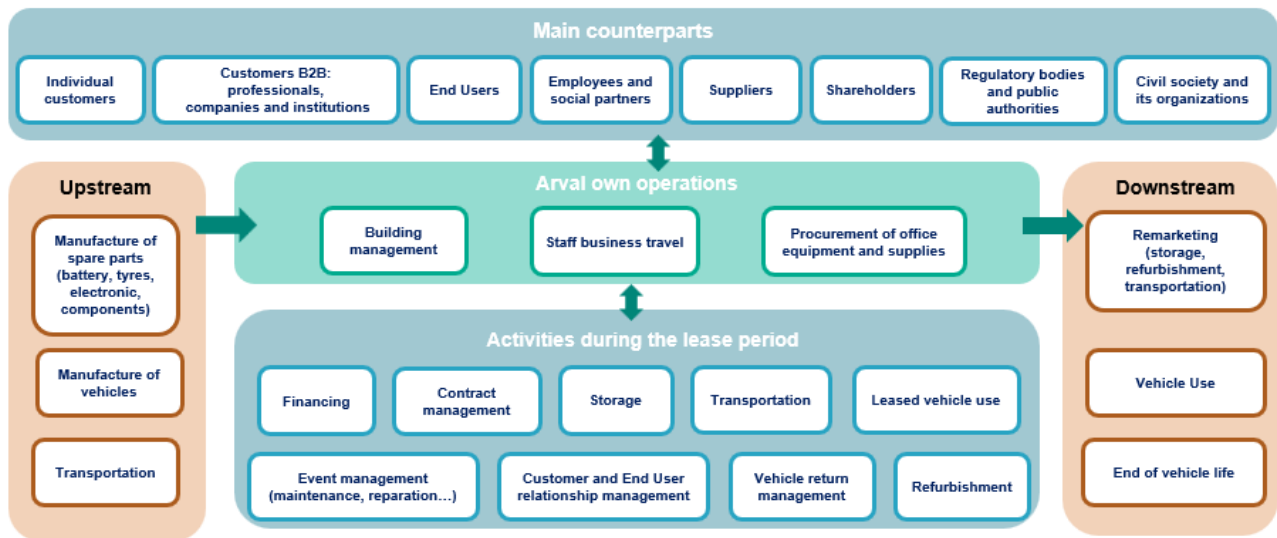 Main counterparts
Individual
customers
Customers B2B:
professionals,
companies and institutions
End Users
Employees and
social partners
Suppliers
Shareholders
Regulatory bodies
and public
authorities
Civil society and
its organizations
Upstream
Manufacture of
spare parts
(battery, tyres,
electronic,
components)
Manufacture of
vehicles
Transportation
Arval own operations
Building
management
Staff business travel
Procurement of office
equipment and supplies
Activities during the lease period
Financing
Contract
management
Storage
Transportation
Leased vehicle use
Event management
(maintenance, reparation…)
Customer and End User
relationship management
Vehicle return
management
Refurbishment
Downstream
Remarketing
(storage,
refurbishment,
transportation)
Vehicle Use
End of vehicle life